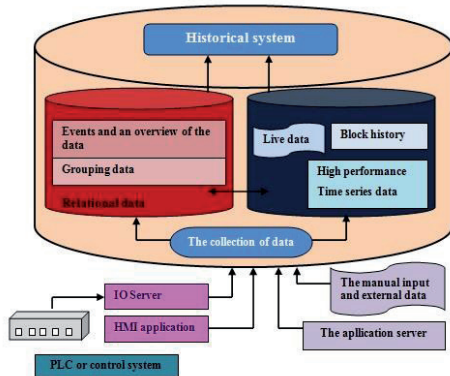 Historical system
Events and an overview of the
data
Grouping data
Relational data
Live data
Block history
High performance
Time series data
The collection of data
IO Server
HMI application
PLC or control system
The manual input
and external data
The apllication server